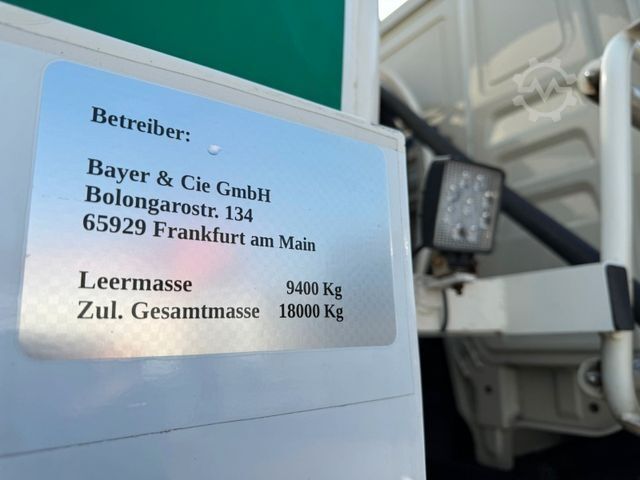 Betreiber:
Bayer & Cie GmbH
Bolongarostr. 134
65929 Frankfurt am Main
Leermasse 9400 Kg
Zul. Gesamtmasse 18000 Kg